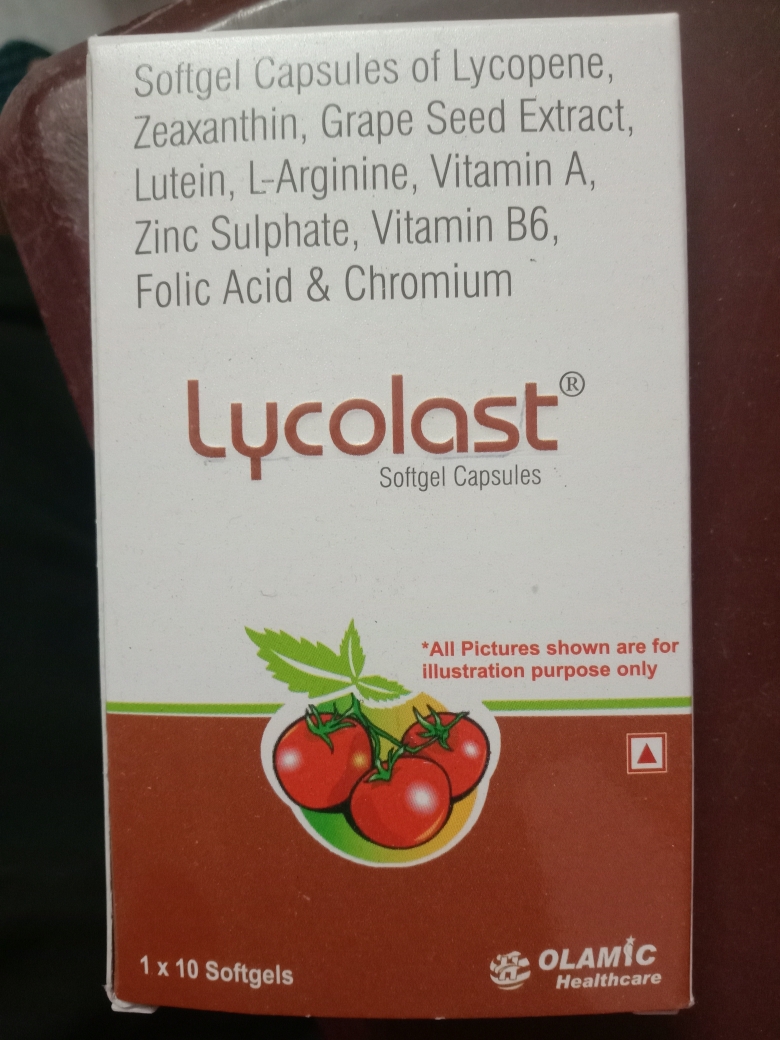 Softgel Capsules of Lycopene,
Zeaxanthin, Grape Seed Extract,
Lutein, L-Arginine, Vitamin A,
Zinc Sulphate, Vitamin B6,
Folic Acid & Chromium
Lycolast®
Softgel Capsules
*All Pictures shown are for
illustration purpose only
1 x 10 Softgels
OLAMIC
Healthcare